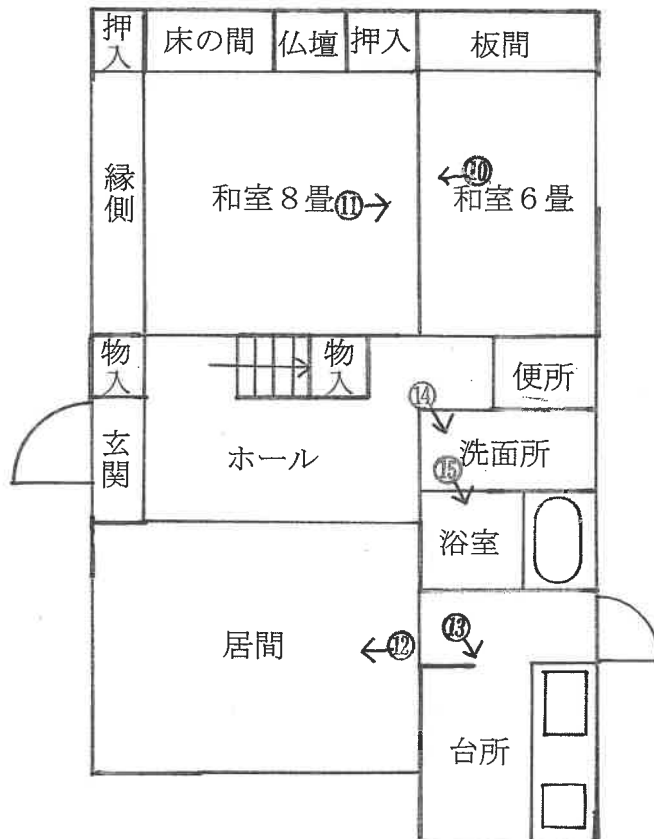 押入 床の間 仏壇 押入 板間
縁側
和室8畳
⑪
⑩
和室6畳
物入
物入
便所
⑭
玄関
ホール
洗面所
⑮
浴室
居間
⑫
⑬
台所